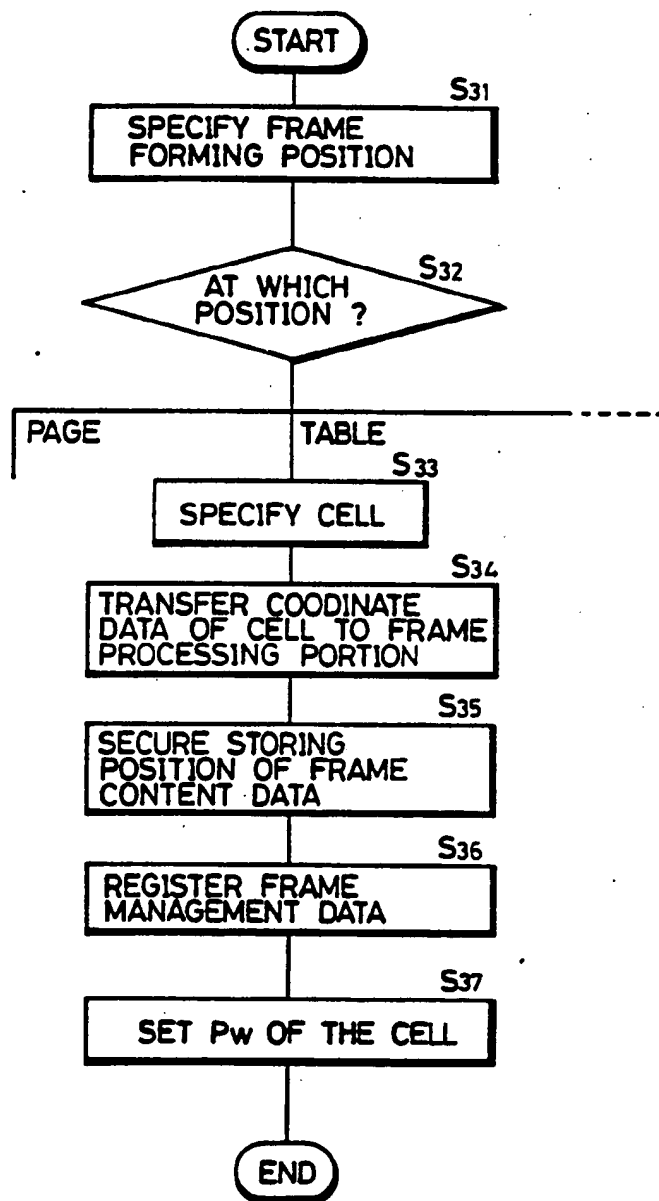 START
S31
SPECIFY FRAME
FORMING POSITION
S32
AT WHICH
POSITION ?
PAGE
TABLE
S33
SPECIFY CELL
S34
TRANSFER COODINATE
DATA OF CELL TO FRAME
PROCESSING PORTION
S35
SECURE STORING
POSITION OF FRAME
CONTENT DATA
S36
REGISTER FRAME
MANAGEMENT DATA
S37
SET Pw OF THE CELL
END